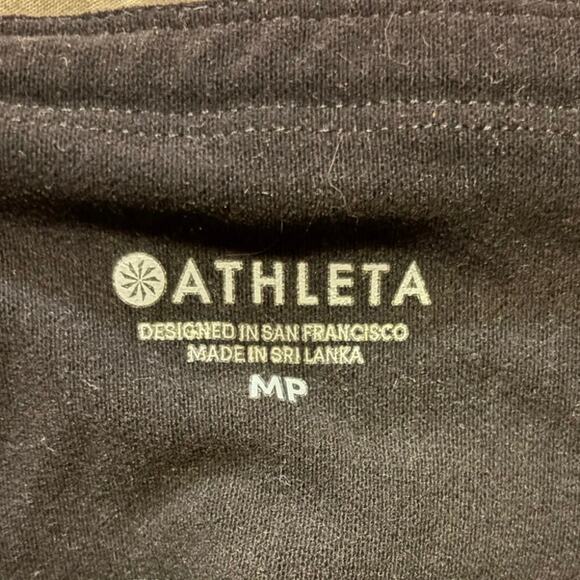 ATHLETA
DESIGNED IN SAN FRANCISCO
MADE IN SRI LANKA
MP